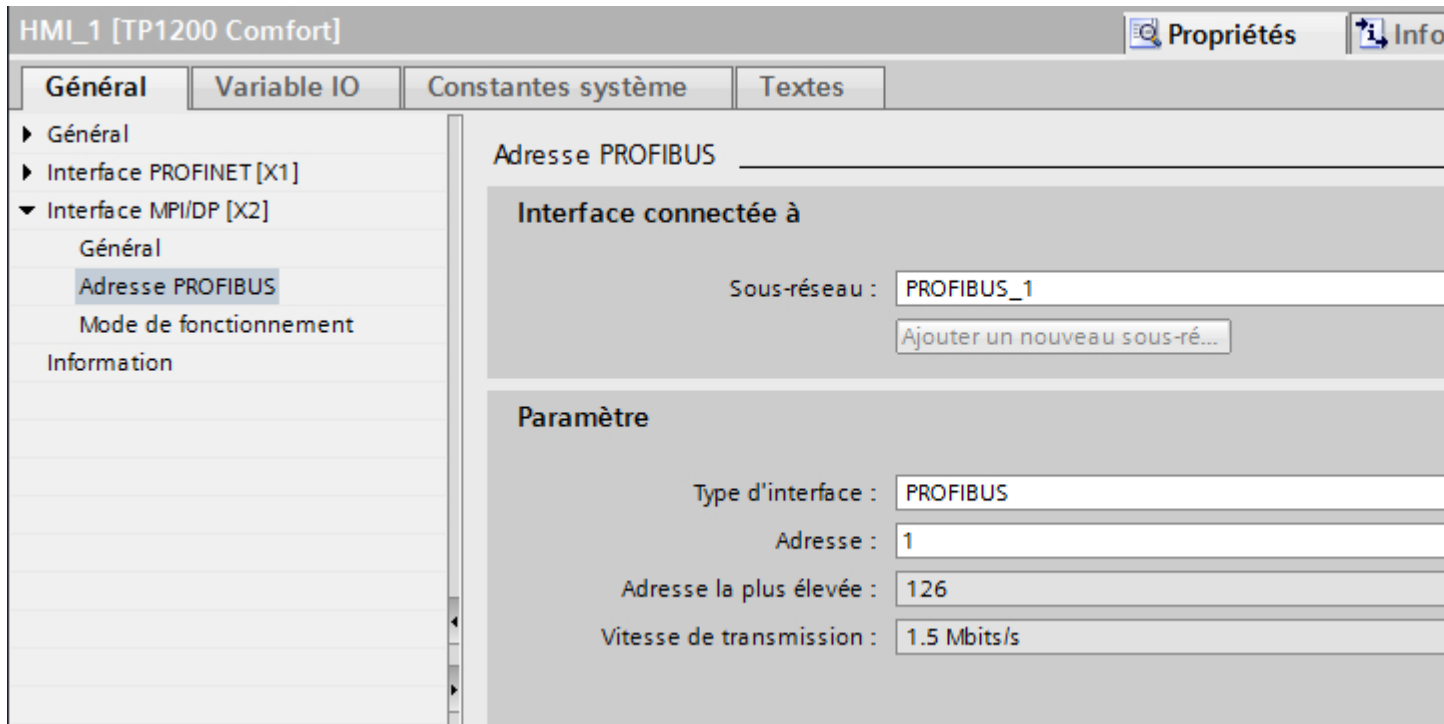 HMI_1 [TP1200 Comfort]
Propriétés
Info
Général
Variable IO
Constantes système
Textes
Général
Interface PROFINET [X1]
Interface MPI/DP [X2]
Général
Adresse PROFIBUS
Mode de fonctionnement
Information
Adresse PROFIBUS
Interface connectée à
Sous-réseau : PROFIBUS_1
Ajouter un nouveau sous-ré...
Paramètre
Type d'interface : PROFIBUS
Adresse : 1
Adresse la plus élevée : 126
Vitesse de transmission : 1.5 Mbits/s